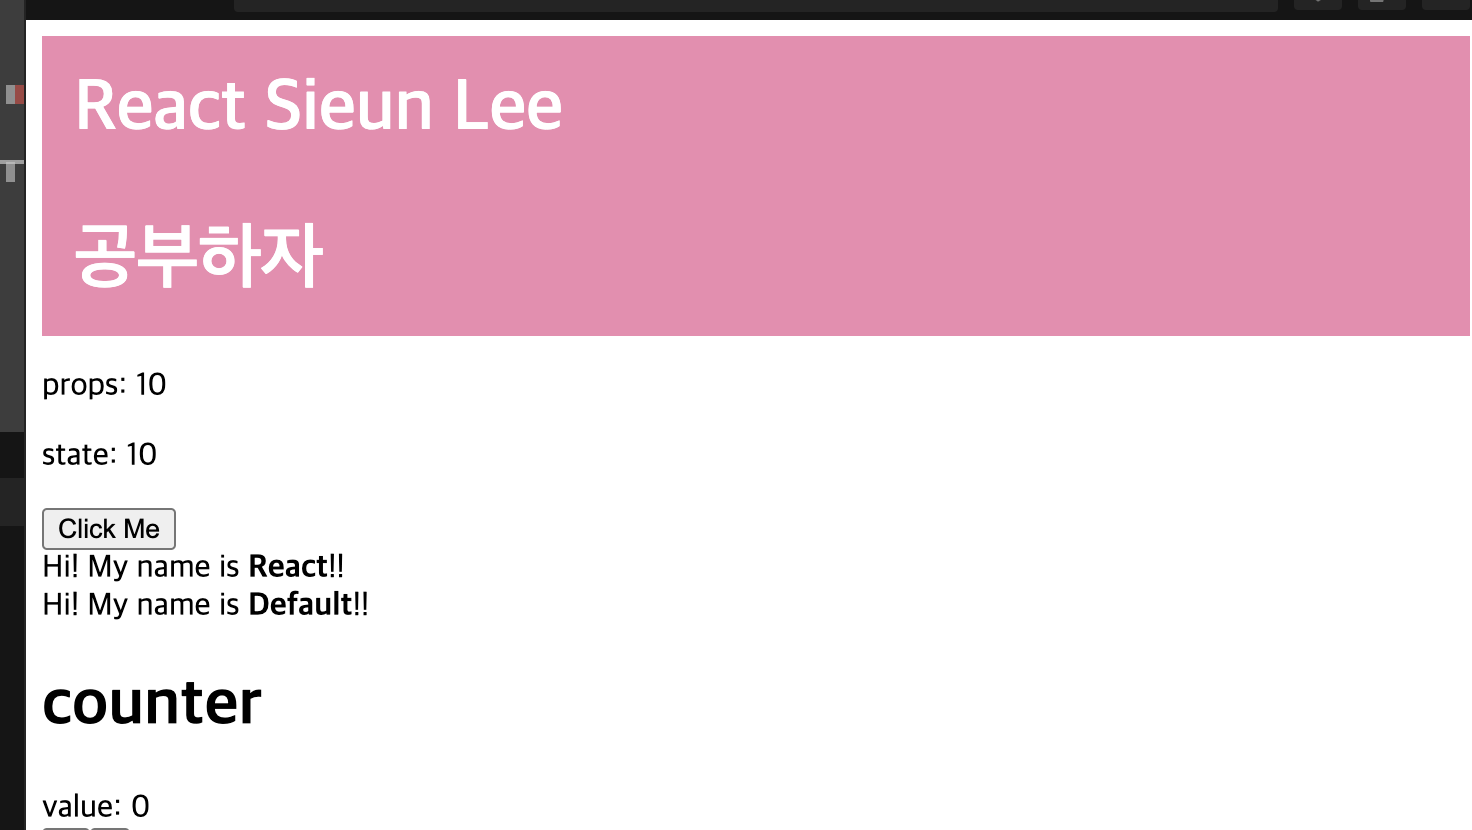 React Sieun Lee
공부하자
props: 10
state: 10
Click Me
Hi! My name is React!!
Hi! My name is Default!!
counter
value: 0